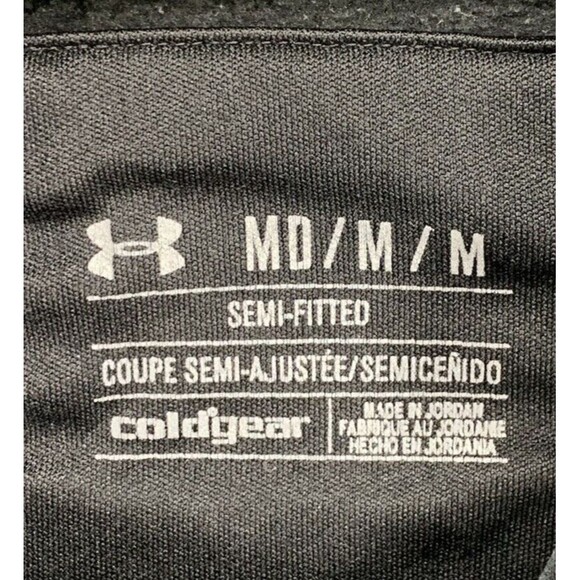 MD/M/M
SEMI-FITTED
COUPE SEMI-AJUSTÉE/SEMICEÑIDO
coldgear
MADE IN JORDAN
FABRIQUE AU JORDANIE
HECHO EN JORDANIA